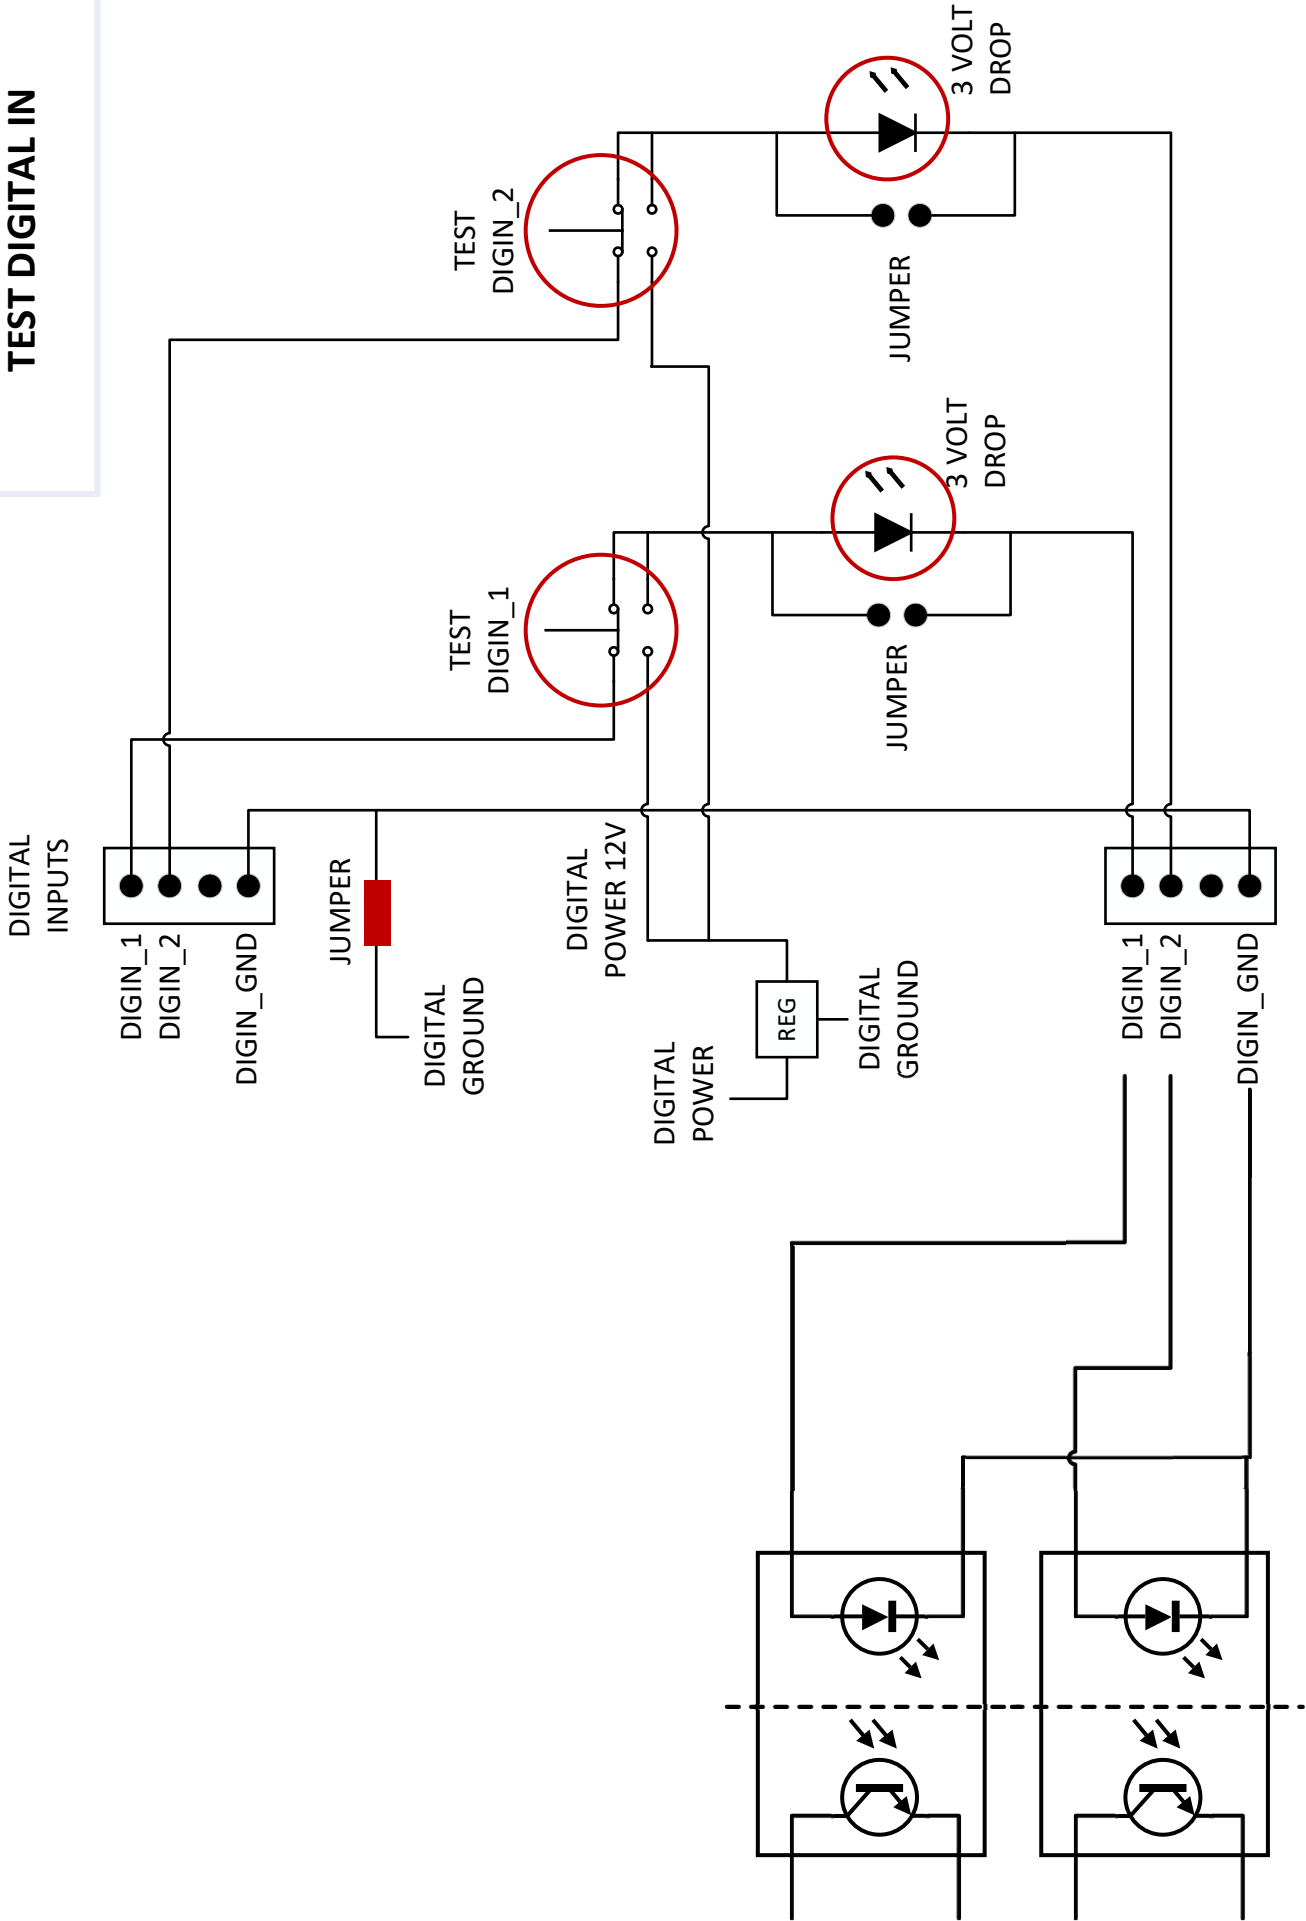 TEST DIGITAL IN
DIGITAL
INPUTS
DIGIN_1
DIGIN_2
DIGIN_GND
JUMPER
DIGITAL
GROUND
TEST
DIGIN_2
TEST
DIGIN_1
DIGITAL
POWER 12V
DIGITAL
POWER
REG
DIGITAL
GROUND
JUMPER
3 VOLT
DROP
JUMPER
3 VOLT
DROP
DIGIN_1
DIGIN_2
DIGIN_GND